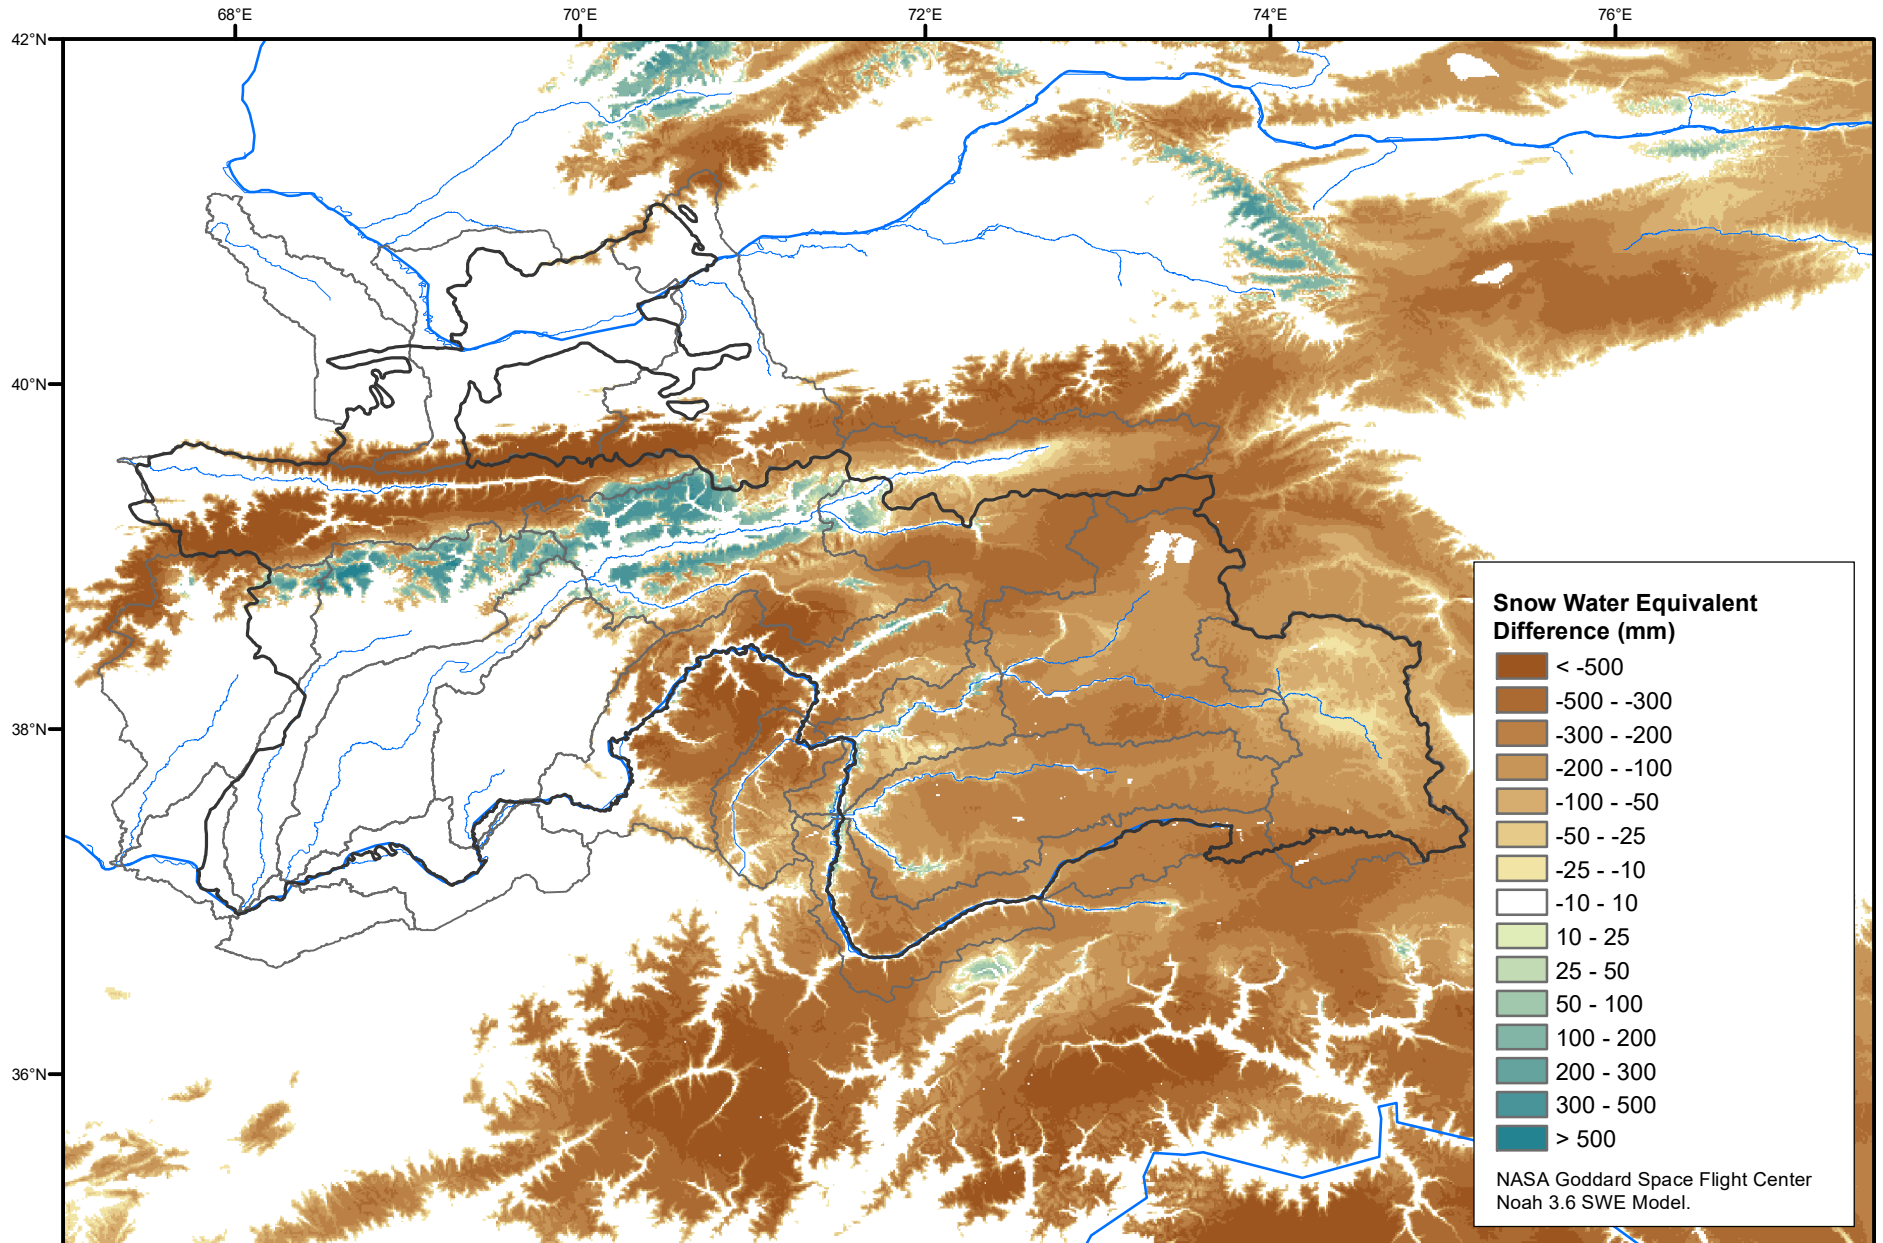 68°E 70°E 72°E 74°E 76°E
42°N
40°N
38°N
36°N
Snow Water Equivalent
Difference (mm)
< -500
-500 - -300
-300 - -200
-200 - -100
-100 - -50
-50 - -25
-25 - -10
-10 - 10
10 - 25
25 - 50
50 - 100
100 - 200
200 - 300
300 - 500
> 500
NASA Goddard Space Flight Center
Noah 3.6 SWE Model.